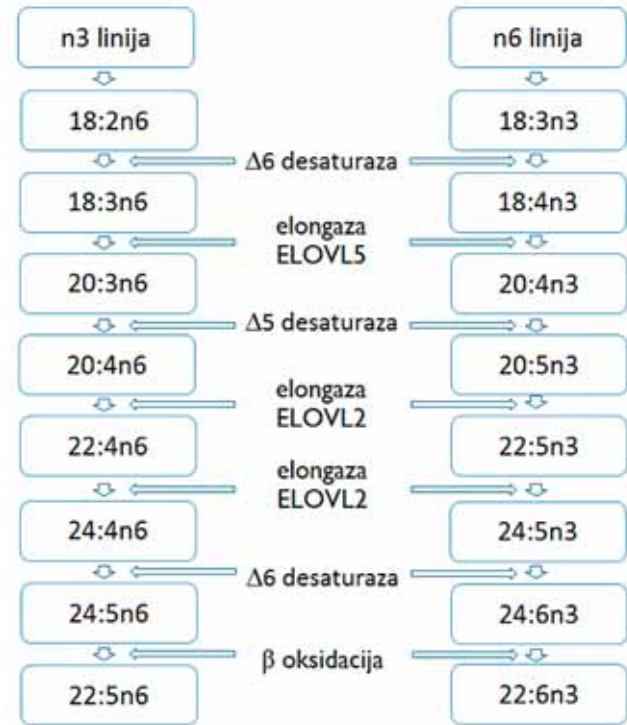 n3 linija
n6 linija
18:2n6
18:3n3
Δ6 desaturaza
18:3n6
18:4n3
elongaza
ELOVL5
20:3n6
20:4n3
Δ5 desaturaza
20:4n6
20:5n3
elongaza
ELOVL2
22:4n6
22:5n3
elongaza
ELOVL2
24:4n6
24:5n3
Δ6 desaturaza
24:5n6
24:6n3
β oksidacija
22:5n6
22:6n3